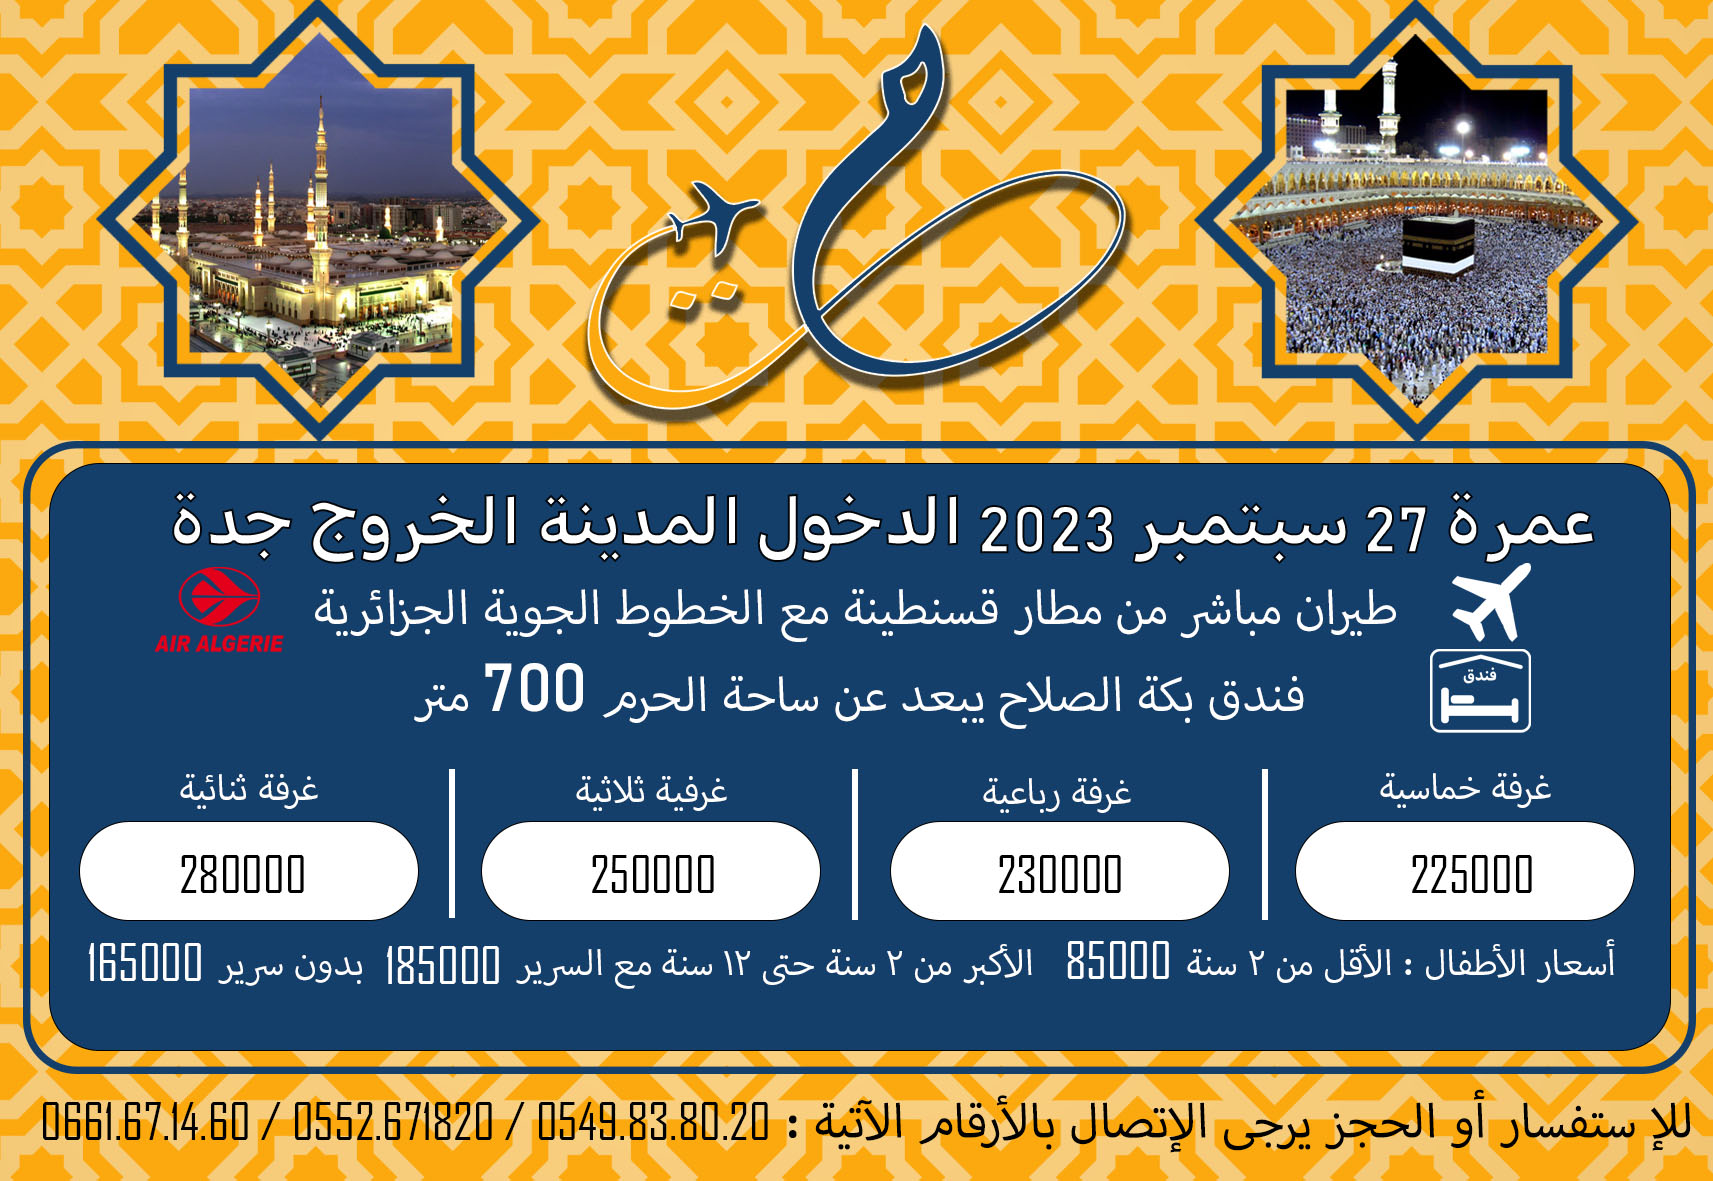 عمرة 27 سبتمبر 2023 الدخول المدينة الخروج جدة
طيران مباشر من مطار قسنطينة مع الخطوط الجوية الجزائرية
AIR ALGERIE
فندق
فندق بكة الصلاح يبعد عن ساحة الحرم 700 متر
غرفة خماسية
225000
غرفة رباعية
230000
غرفية ثلاثية
250000
غرفة ثنائية
280000
أسعار الأطفال : الأقل من ٢ سنة 85000 الأكبر من ٢ سنة حتى ١٢ سنة مع السرير 185000 بدون سرير 165000
للإ ستفسار أو الحجز يرجى الإتصال بالأرقام الآتية : 0549.83.80.20 / 0552.671820 / 0661.67.14.60